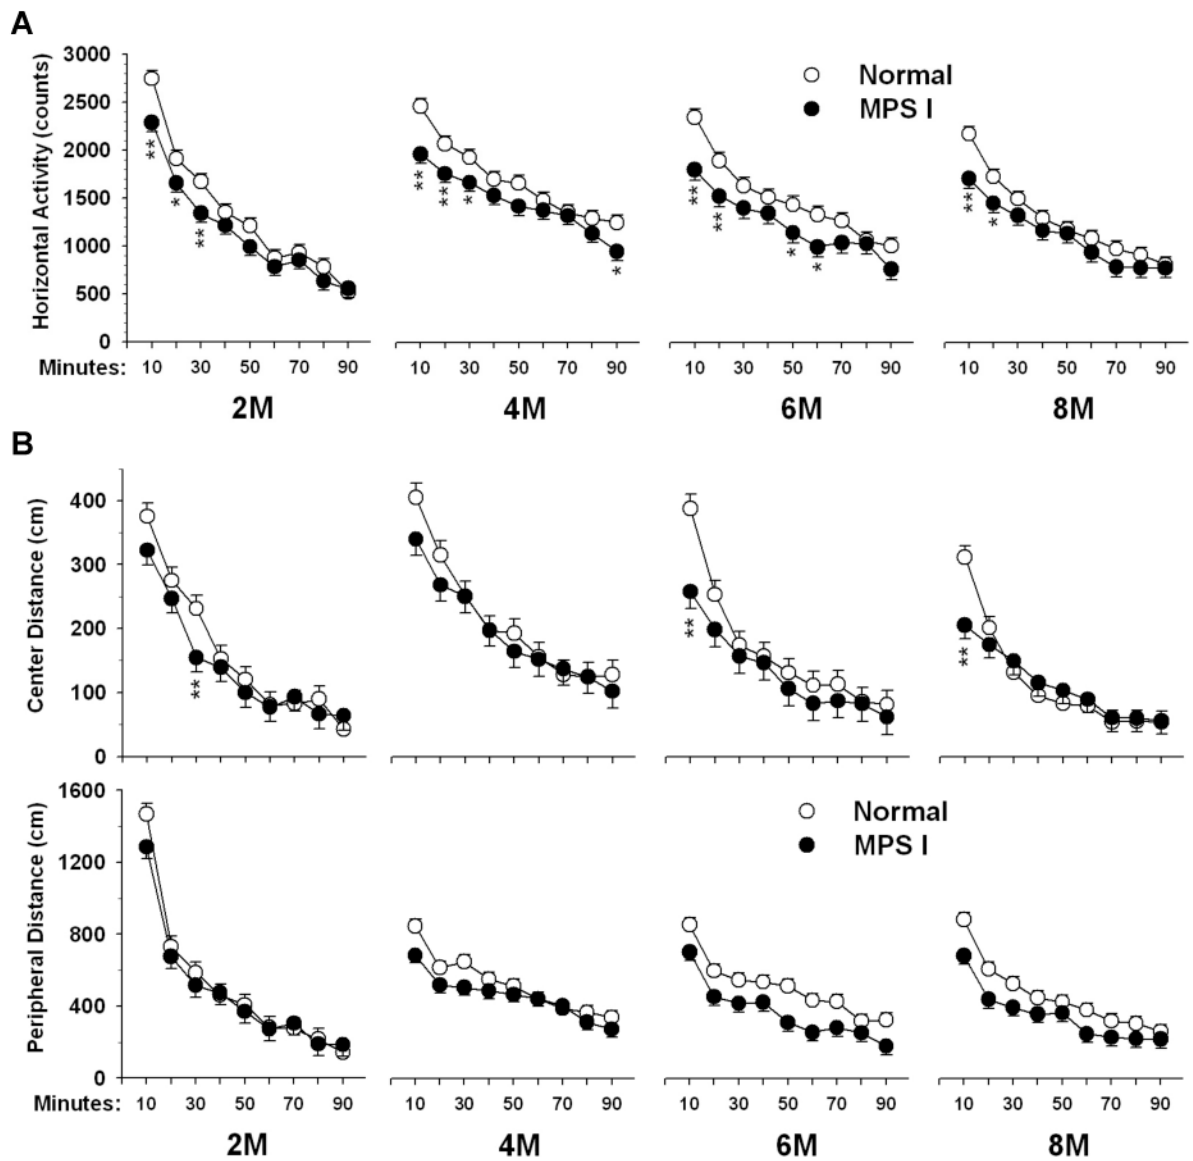 A
Horizontal Activity (counts)
3000
2500
2000
1500
1000
500
0
Normal
MPS I
**
*
**
**
**
*
*
**
**
*
*
**
*
Minutes: 10 30 50 70 90 10 30 50 70 90 10 30 50 70 90 10 30 50 70 90
2M 4M 6M 8M
B
Center Distance (cm)
400
300
200
100
0
**
**
**
Peripheral Distance (cm)
1600
1200
800
400
0
Normal
MPS I
Minutes: 10 30 50 70 90 10 30 50 70 90 10 30 50 70 90 10 30 50 70 90
2M 4M 6M 8M